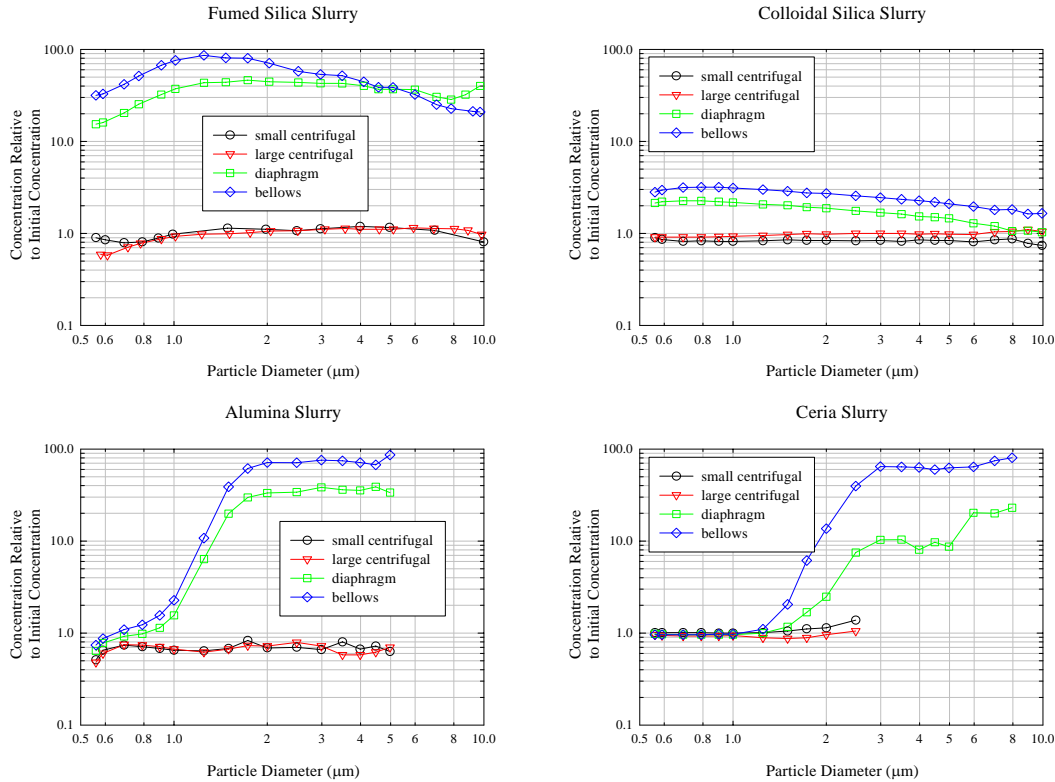 Fumed Silica Slurry
Concentration Relative
to Initial Concentration
100.0
10.0
1.0
0.1
small centrifugal
large centrifugal
diaphragm
bellows
0.5 0.6 0.8 1.0 2 3 4 5 6 8 10.0
Particle Diameter (μm)
Colloidal Silica Slurry
Concentration Relative
to Initial Concentration
100.0
10.0
1.0
0.1
small centrifugal
large centrifugal
diaphragm
bellows
0.5 0.6 0.8 1.0 2 3 4 5 6 8 10.0
Particle Diameter (μm)
Alumina Slurry
Concentration Relative
to Initial Concentration
100.0
10.0
1.0
0.1
small centrifugal
large centrifugal
diaphragm
bellows
0.5 0.6 0.8 1.0 2 3 4 5 6 8 10.0
Particle Diameter (μm)
Ceria Slurry
Concentration Relative
to Initial Concentration
100.0
10.0
1.0
0.1
small centrifugal
large centrifugal
diaphragm
bellows
0.5 0.6 0.8 1.0 2 3 4 5 6 8 10.0
Particle Diameter (μm)